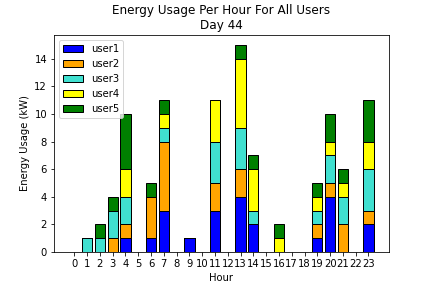 Energy Usage Per Hour For All Users
Day 44
user1
user2
user3
user4
user5
Energy Usage (kW)
14
12
10
8
6
4
2
0
0 1 2 3 4 5 6 7 8 9 10 11 12 13 14 15 16 17 18 19 20 21 22 23
Hour